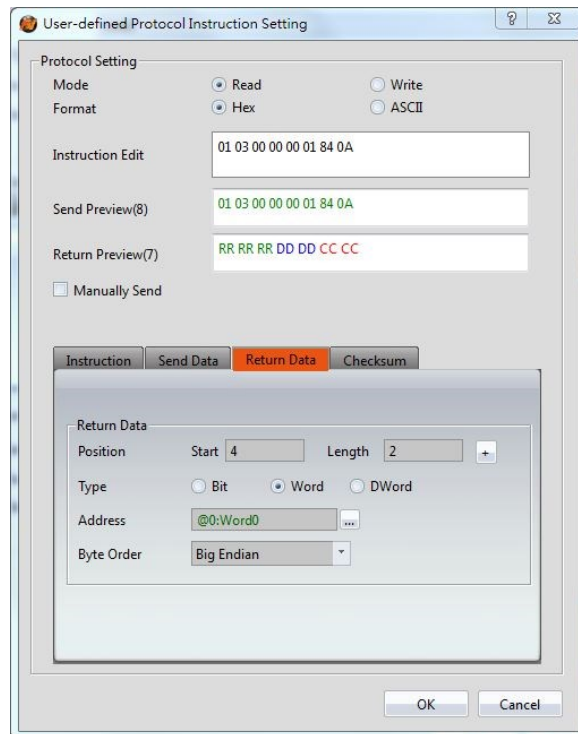 User-defined Protocol Instruction Setting
Protocol Setting
Mode Read Write
Format Hex ASCII
Instruction Edit 01 03 00 00 00 01 84 0A
Send Preview(8) 01 03 00 00 00 01 84 0A
Return Preview(7) RR RR RR DD DD CC CC
Manually Send
Instruction Send Data Return Data Checksum
Return Data
Position Start 4 Length 2 +
Type Bit Word DWord
Address @0:Word0 ...
Byte Order Big Endian
OK Cancel